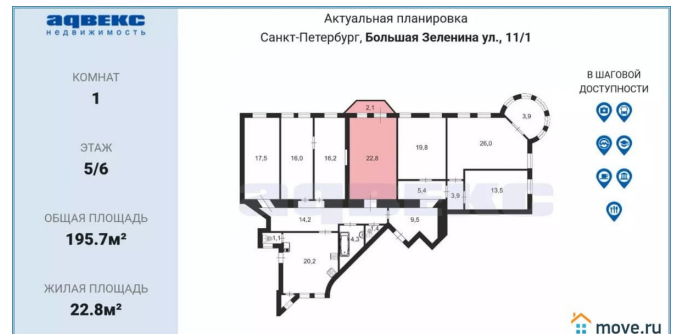 адвекс
НЕДВИЖИМОСТЬ
КОМНАТ
1
ЭТАЖ
5/6
ОБЩАЯ ПЛОЩАДЬ
195.7м²
ЖИЛАЯ ПЛОЩАДЬ
22.8м²
Актуальная планировка
Санкт-Петербург, Большая Зеленина ул., 11/1
В ШАГОВОЙ
ДОСТУПНОСТИ
2,1
3,9
17,5
16,0
16,2
22,8
19,8
26,0
5,4
3,9
13,5
адвекс
14,2
9,5
1,1
4,3
1,4
20,2
move.ru